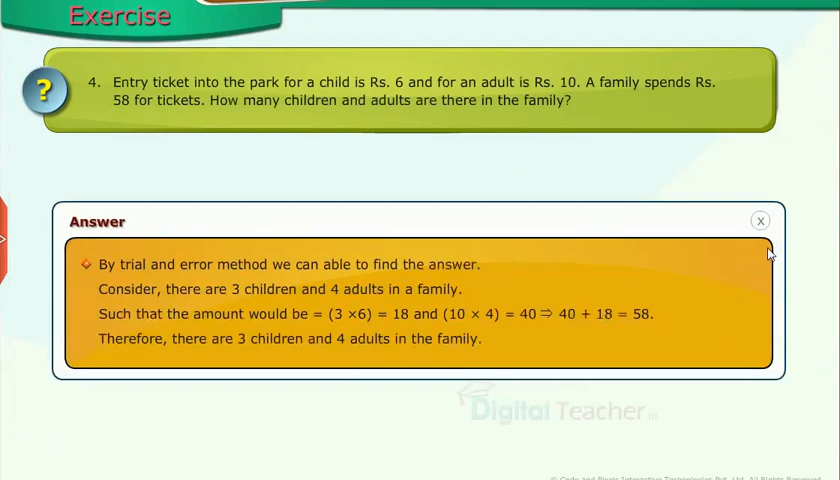 Exercise
?
4. Entry ticket into the park for a child is Rs. 6 and for an adult is Rs. 10. A family spends Rs.
58 for tickets. How many children and adults are there in the family?
Answer
X
By trial and error method we can able to find the answer.
Consider, there are 3 children and 4 adults in a family.
Such that the amount would be = (3 ×6) = 18 and (10 × 4) = 40 ⇒ 40 + 18 = 58.
Therefore, there are 3 children and 4 adults in the family.
Digital Teacher